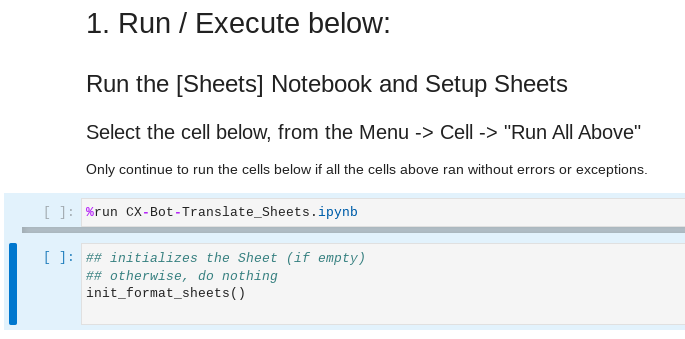 1. Run / Execute below:
Run the [Sheets] Notebook and Setup Sheets
Select the cell below, from the Menu -> Cell -> "Run All Above"
Only continue to run the cells below if all the cells above ran without errors or exceptions.
[ ]: %run CX-Bot-Translate_Sheets.ipynb
[ ]: ## initializes the Sheet (if empty)
## otherwise, do nothing
init_format_sheets()